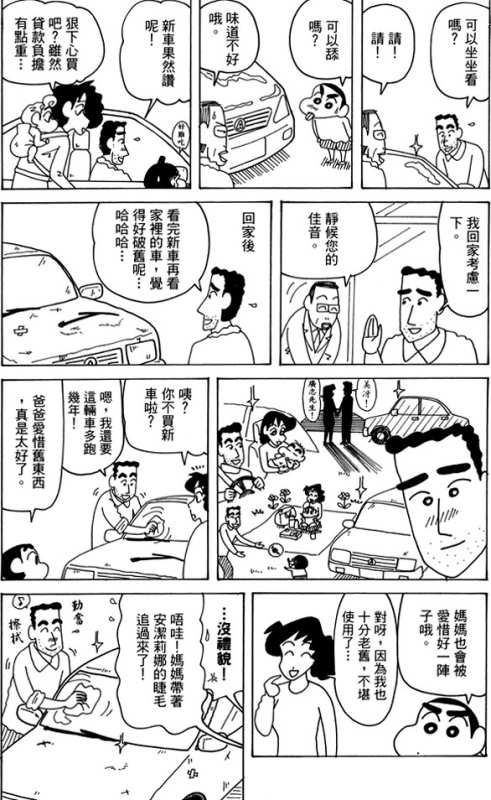 可以坐坐看
嗎？
請！
請！
可以舔
嗎？
味道不好
哦。
新車果然讚
呢！
狠下心買
吧？雖然
貸款負擔
有點重…
我回家考慮一
下。
靜候您的
佳音。
回家後
看完新車再看
家裡的車，覺
得好破舊呢…
哈哈哈…
美冴！
廣志先生！
咦？
你不買新
車啦？
嗯，我還要
這輛車多跑
幾年！
爸爸愛惜舊東西
，真是太好了。
媽媽也會被
愛惜好一陣
子哦。
對呀，因為我也
十分老舊，不堪
使用了…
…沒禮貌！
唔哇！媽媽帶著
安潔莉娜的睫毛
追過來了！
勤奮
♪
擦拭